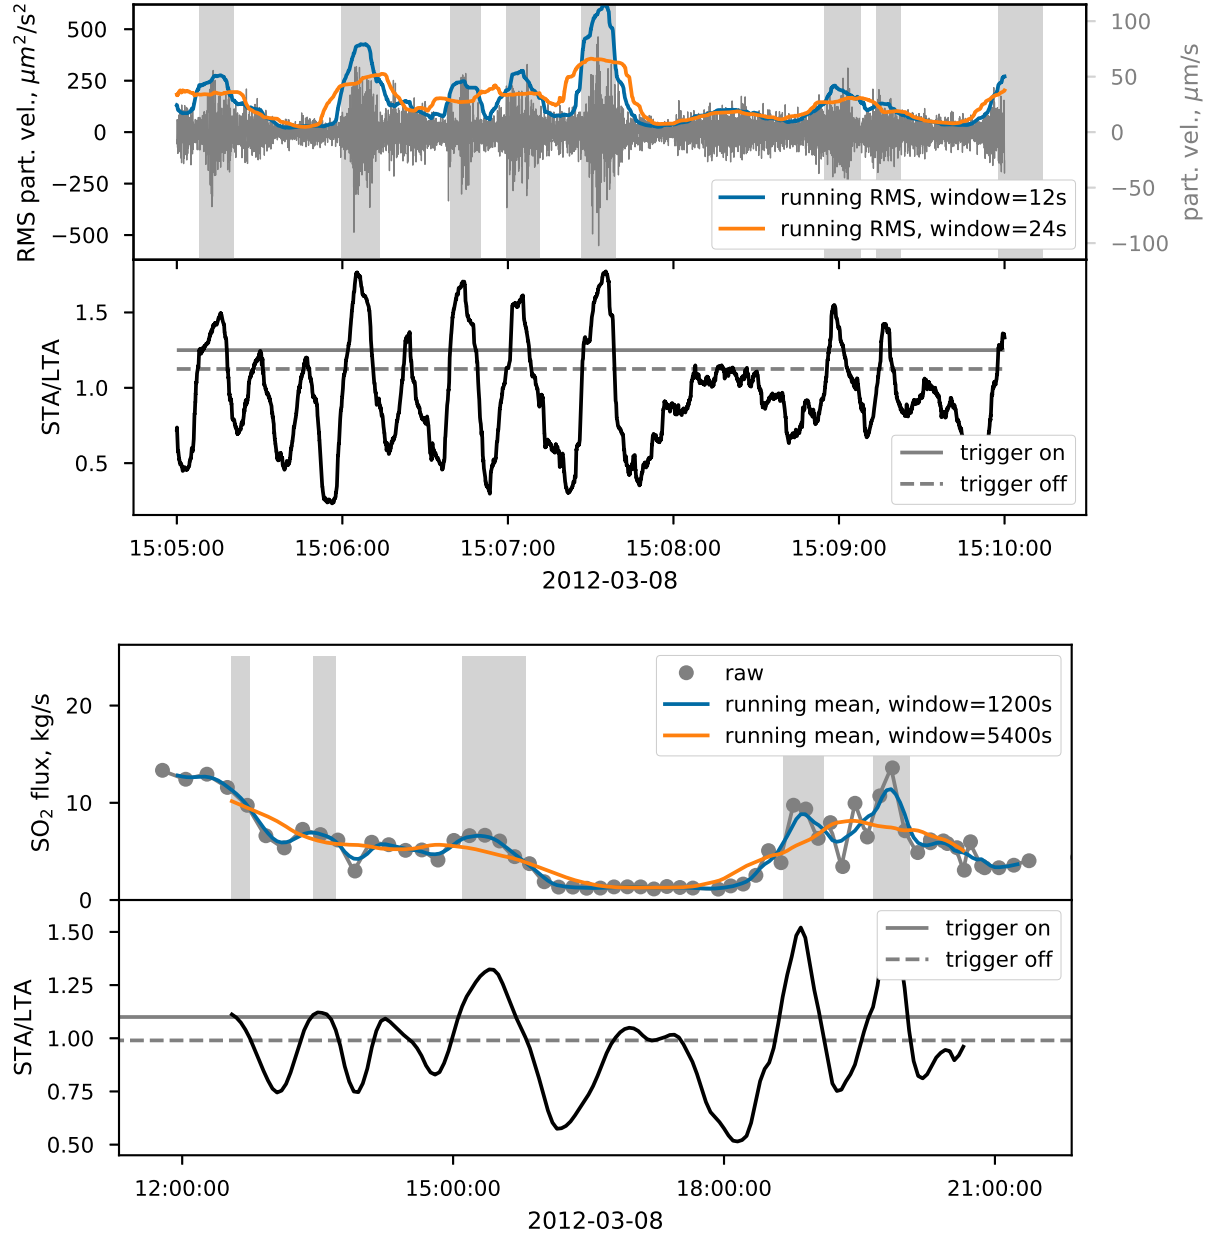 RMS part. vel., μm²/s²
500
250
0
−250
−500
100
50
0
−50
−100
part. vel., μm/s
running RMS, window=12s
running RMS, window=24s
STA/LTA
1.5
1.0
0.5
trigger on
trigger off
15:05:00
15:06:00
15:07:00
15:08:00
15:09:00
15:10:00
2012-03-08
SO₂ flux, kg/s
20
10
0
raw
running mean, window=1200s
running mean, window=5400s
STA/LTA
1.50
1.25
1.00
0.75
0.50
trigger on
trigger off
12:00:00
15:00:00
18:00:00
21:00:00
2012-03-08